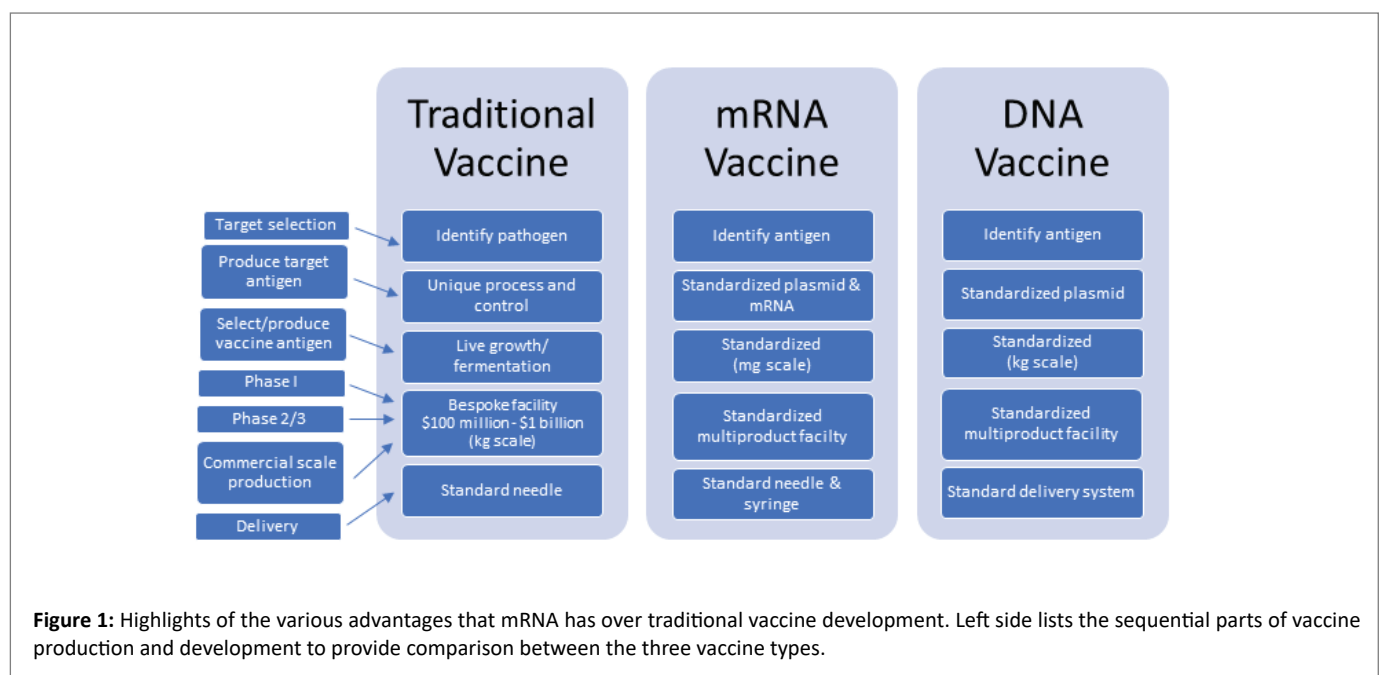 Traditional
Vaccine
mRNA
Vaccine
DNA
Vaccine
Target selection
Produce target
antigen
Select/produce
vaccine antigen
Phase I
Phase 2/3
Commercial scale
production
Delivery
Identify pathogen
Unique process and
control
Live growth/
fermentation
Bespoke facility
$100 million - $1 billion
(kg scale)
Standard needle
Identify antigen
Standardized plasmid &
mRNA
Standardized
(mg scale)
Standardized
multiproduct facilty
Standard needle &
syringe
Identify antigen
Standardized plasmid
Standardized
(kg scale)
Standardized
multiproduct facility
Standard delivery system
Figure 1: Highlights of the various advantages that mRNA has over traditional vaccine development. Left side lists the sequential parts of vaccine
production and development to provide comparison between the three vaccine types.